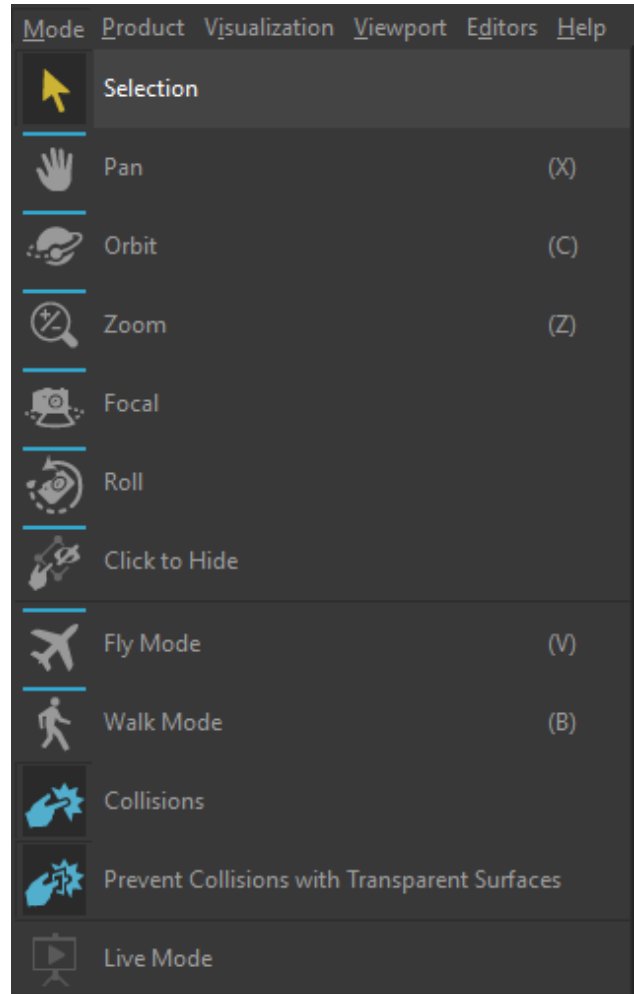 Mode Product Visualization Viewport Editors Help
Selection
Pan (X)
Orbit (C)
Zoom (Z)
Focal
Roll
Click to Hide
Fly Mode (V)
Walk Mode (B)
Collisions
Prevent Collisions with Transparent Surfaces
Live Mode